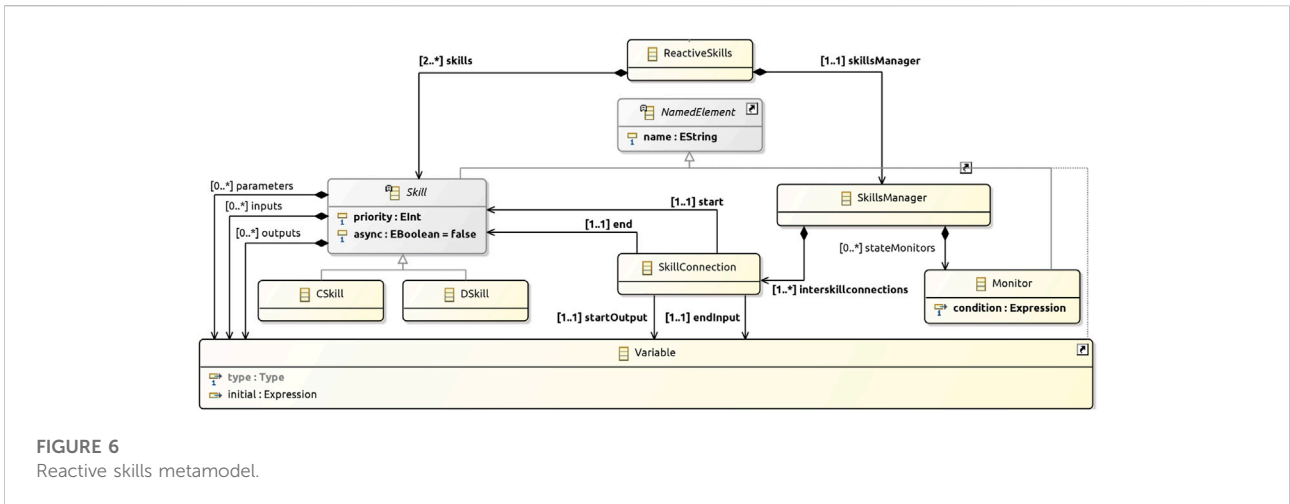 ReactiveSkills
[2..*] skills
[1..1] skillsManager
NamedElement
name : EString
[0..*] parameters
[0..*] inputs
[0..*] outputs
Skill
priority : EInt
async : EBoolean = false
[1..1] start
[1..1] end
SkillsManager
[0..*] stateMonitors
SkillConnection
[1..*] interskillconnections
CSkill
DSkill
Monitor
condition : Expression
[1..1] startOutput
[1..1] endInput
Variable
type : Type
initial : Expression
FIGURE 6
Reactive skills metamodel.